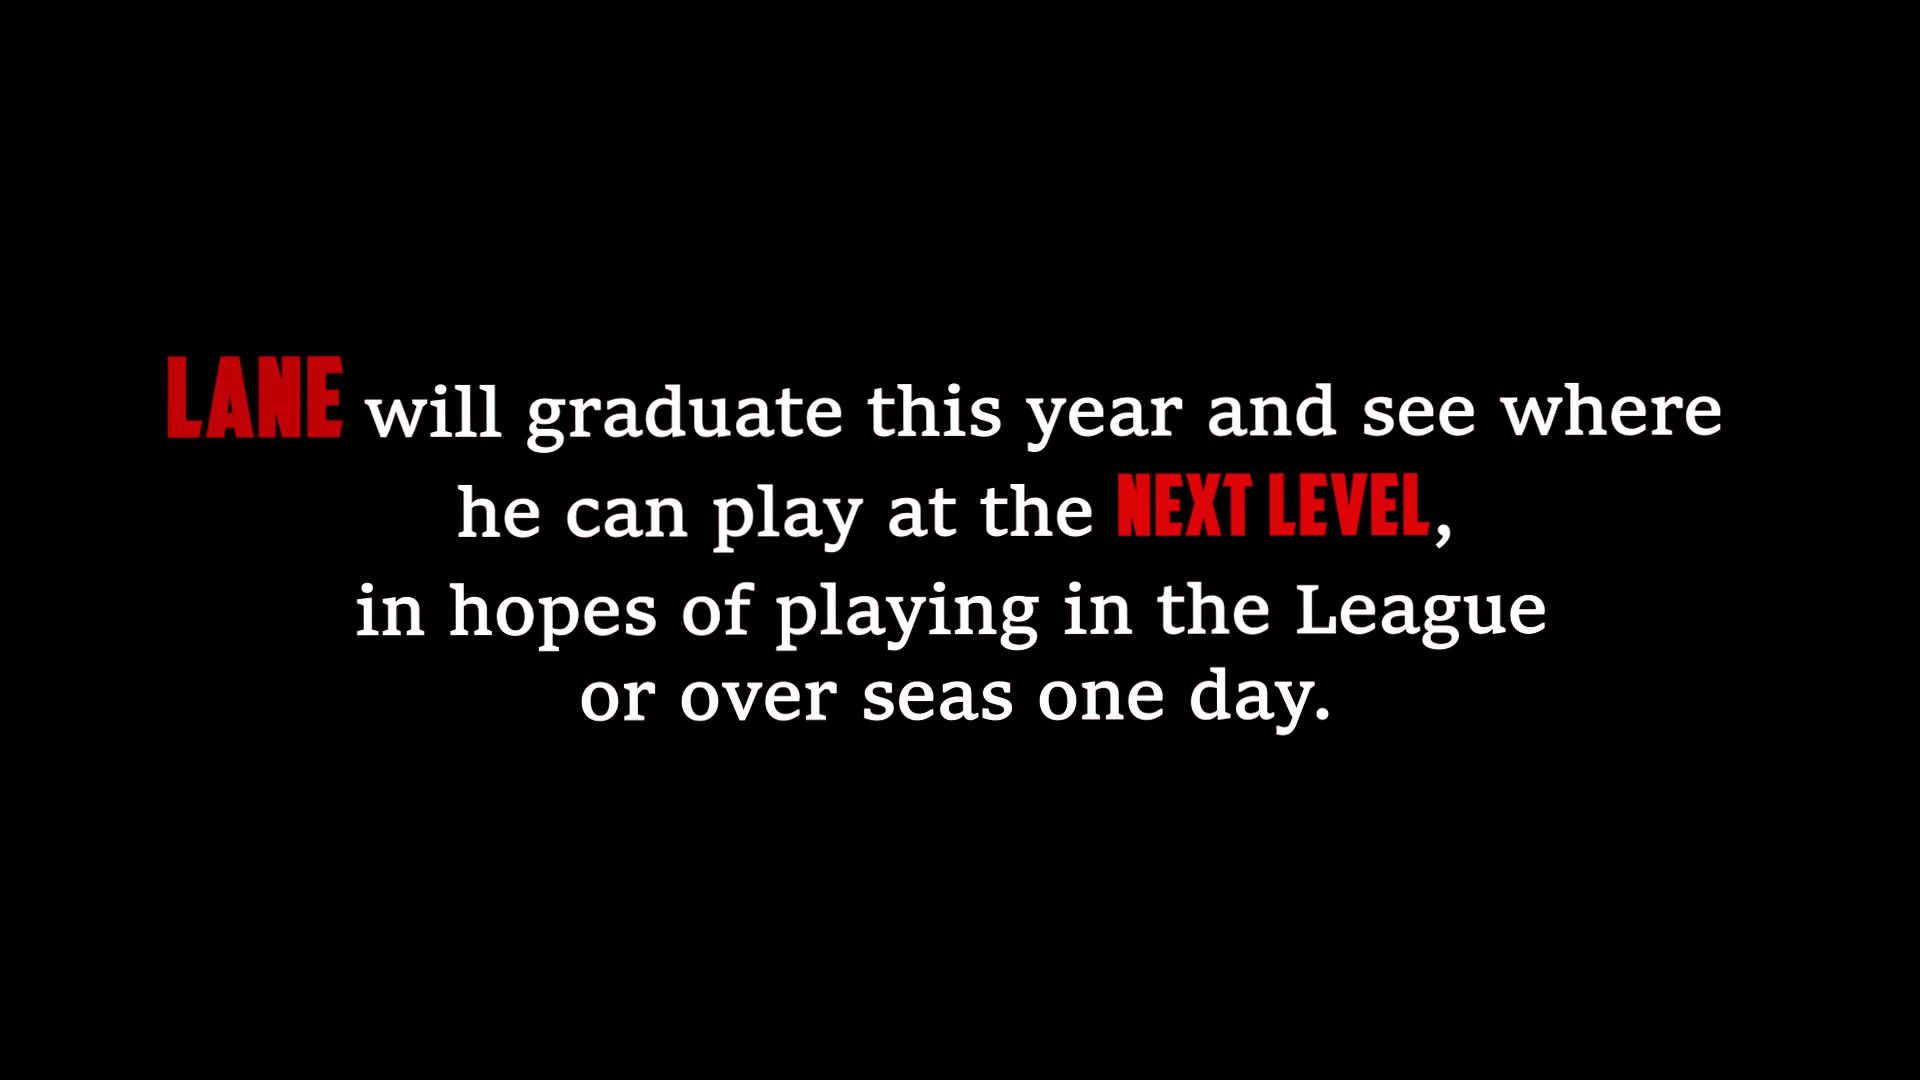 LANE will graduate this year and see where
he can play at the NEXT LEVEL,
in hopes of playing in the League
or over seas one day.